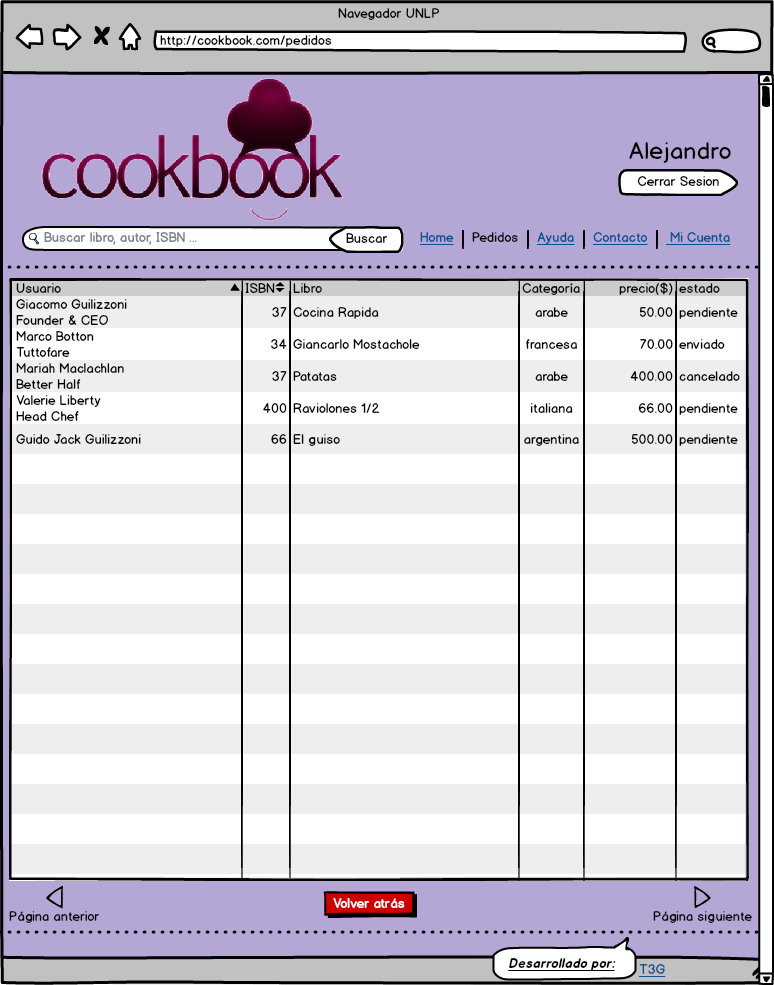 Navegador UNLP
http://cookbook.com/pedidos
cookbook
Alejandro
Cerrar Sesion
Buscar libro, autor, ISBN ...
Buscar
Home
Pedidos
Ayuda
Contacto
Mi Cuenta
Usuario ISBN Libro Categoría precio($) estado
Giacomo Guilizzoni
Founder & CEO
37 Cocina Rapida arabe 50.00 pendiente
Marco Botton
Tuttofare
34 Giancarlo Mostachole francesa 70.00 enviado
Mariah Maclachlan
Better Half
37 Patatas arabe 400.00 cancelado
Valerie Liberty
Head Chef
400 Raviolones 1/2 italiana 66.00 pendiente
Guido Jack Guilizzoni 66 El guiso argentina 500.00 pendiente
Página anterior
Volver atrás
Página siguiente
Desarrollado por:
T3G